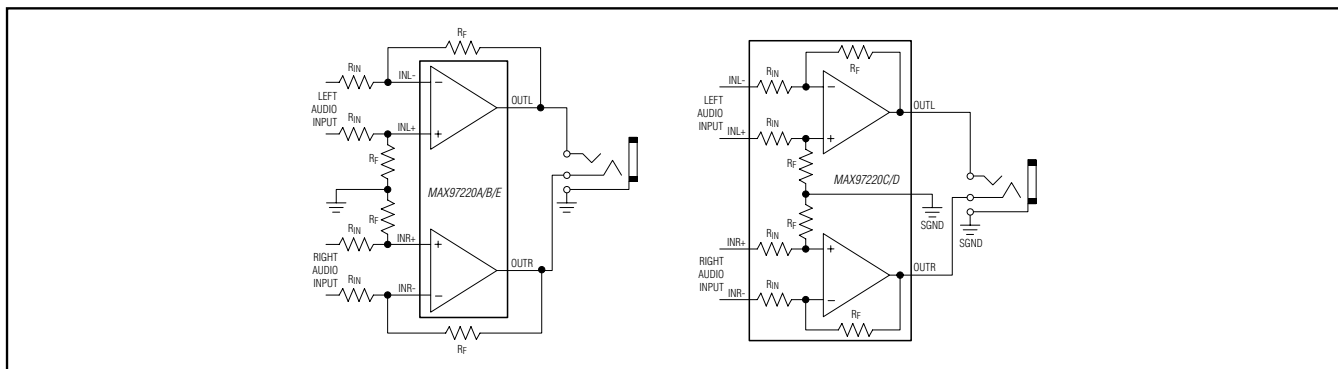 RF
RIN
INL-
LEFT
AUDIO
INPUT
OUTL
RIN
INL+
RF
MAX97220A/B/E
RF
RIN
INR+
RIGHT
AUDIO
INPUT
OUTR
RIN
INR-
RF
RIN
INL-
RF
LEFT
AUDIO
INPUT
OUTL
RIN
INL+
RF
MAX97220C/D
SGND
SGND
RF
RIN
INR+
RIGHT
AUDIO
INPUT
OUTR
RIN
INR-
RF